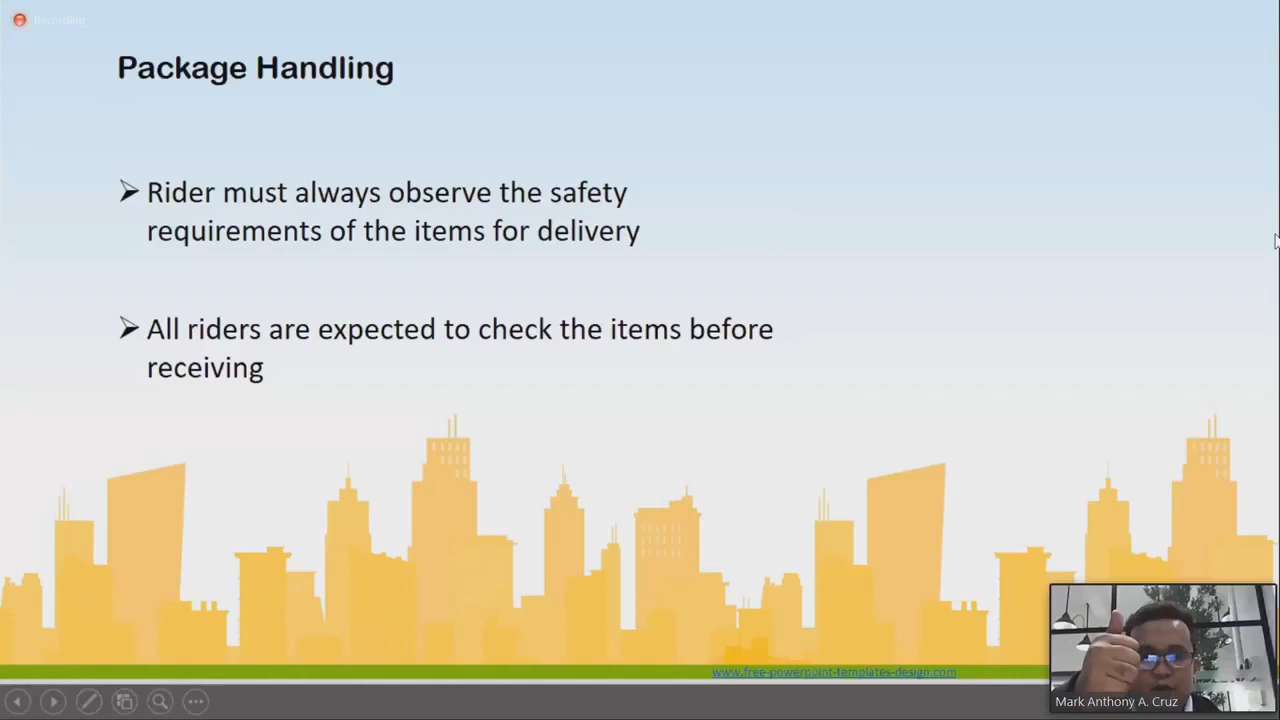 Recording
Package Handling
Rider must always observe the safety
requirements of the items for delivery
All riders are expected to check the items before
receiving
www.free-powerpoint-templates-design.com
Mark Anthony A. Cruz